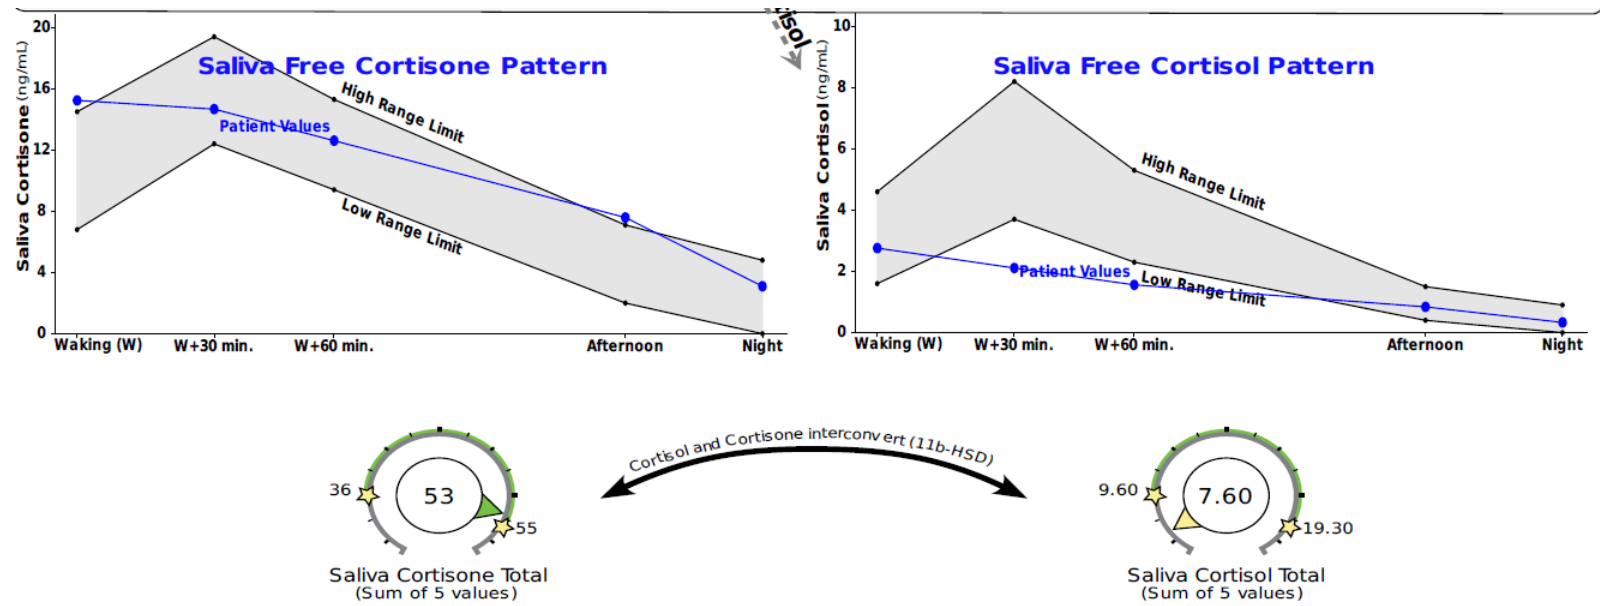 isol
Saliva Free Cortisone Pattern
Saliva Cortisone (ng/mL)
20
16
12
8
4
0
High Range Limit
Patient Values
Low Range Limit
Waking (W)
W+30 min.
W+60 min.
Afternoon
Night
Saliva Free Cortisol Pattern
Saliva Cortisol (ng/mL)
10
8
6
4
2
0
High Range Limit
Patient Values
Low Range Limit
Waking (W)
W+30 min.
W+60 min.
Afternoon
Night
36
53
55
Saliva Cortisone Total
(Sum of 5 values)
Cortisol and Cortisone interconvert (11b-HSD)
9.60
7.60
19.30
Saliva Cortisol Total
(Sum of 5 values)